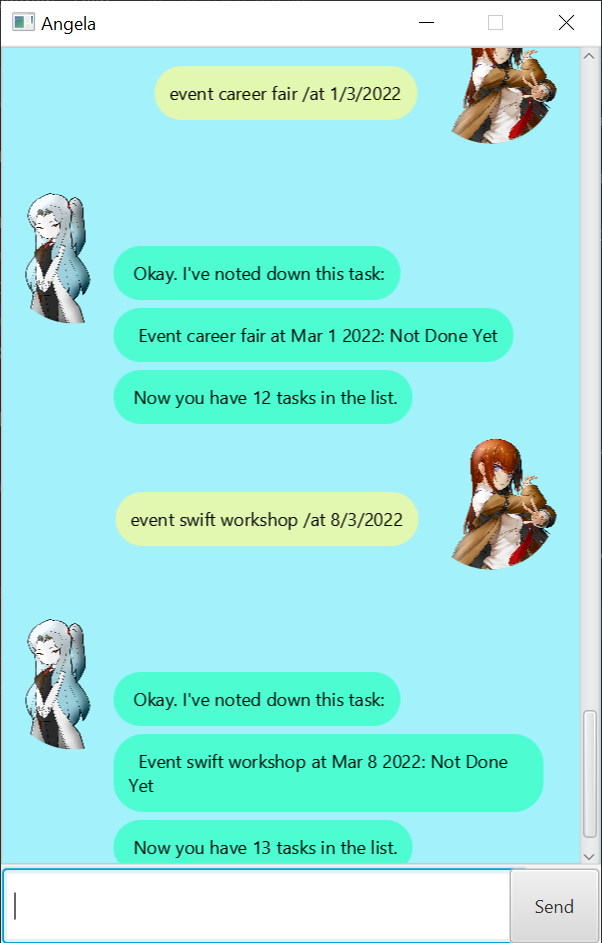 Angela
event career fair /at 1/3/2022
Okay. I've noted down this task:
Event career fair at Mar 1 2022: Not Done Yet
Now you have 12 tasks in the list.
event swift workshop /at 8/3/2022
Okay. I've noted down this task:
Event swift workshop at Mar 8 2022: Not Done
Yet
Now you have 13 tasks in the list.
Send